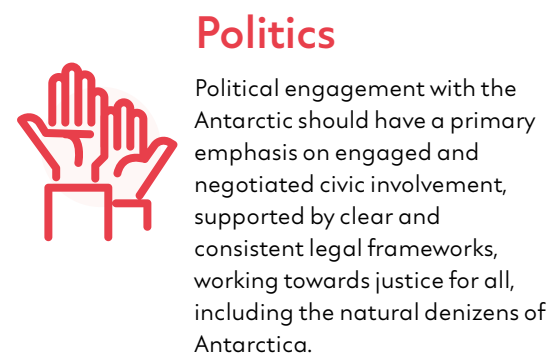 Politics
Political engagement with the
Antarctic should have a primary
emphasis on engaged and
negotiated civic involvement,
supported by clear and
consistent legal frameworks,
working towards justice for all,
including the natural denizens of
Antarctica.